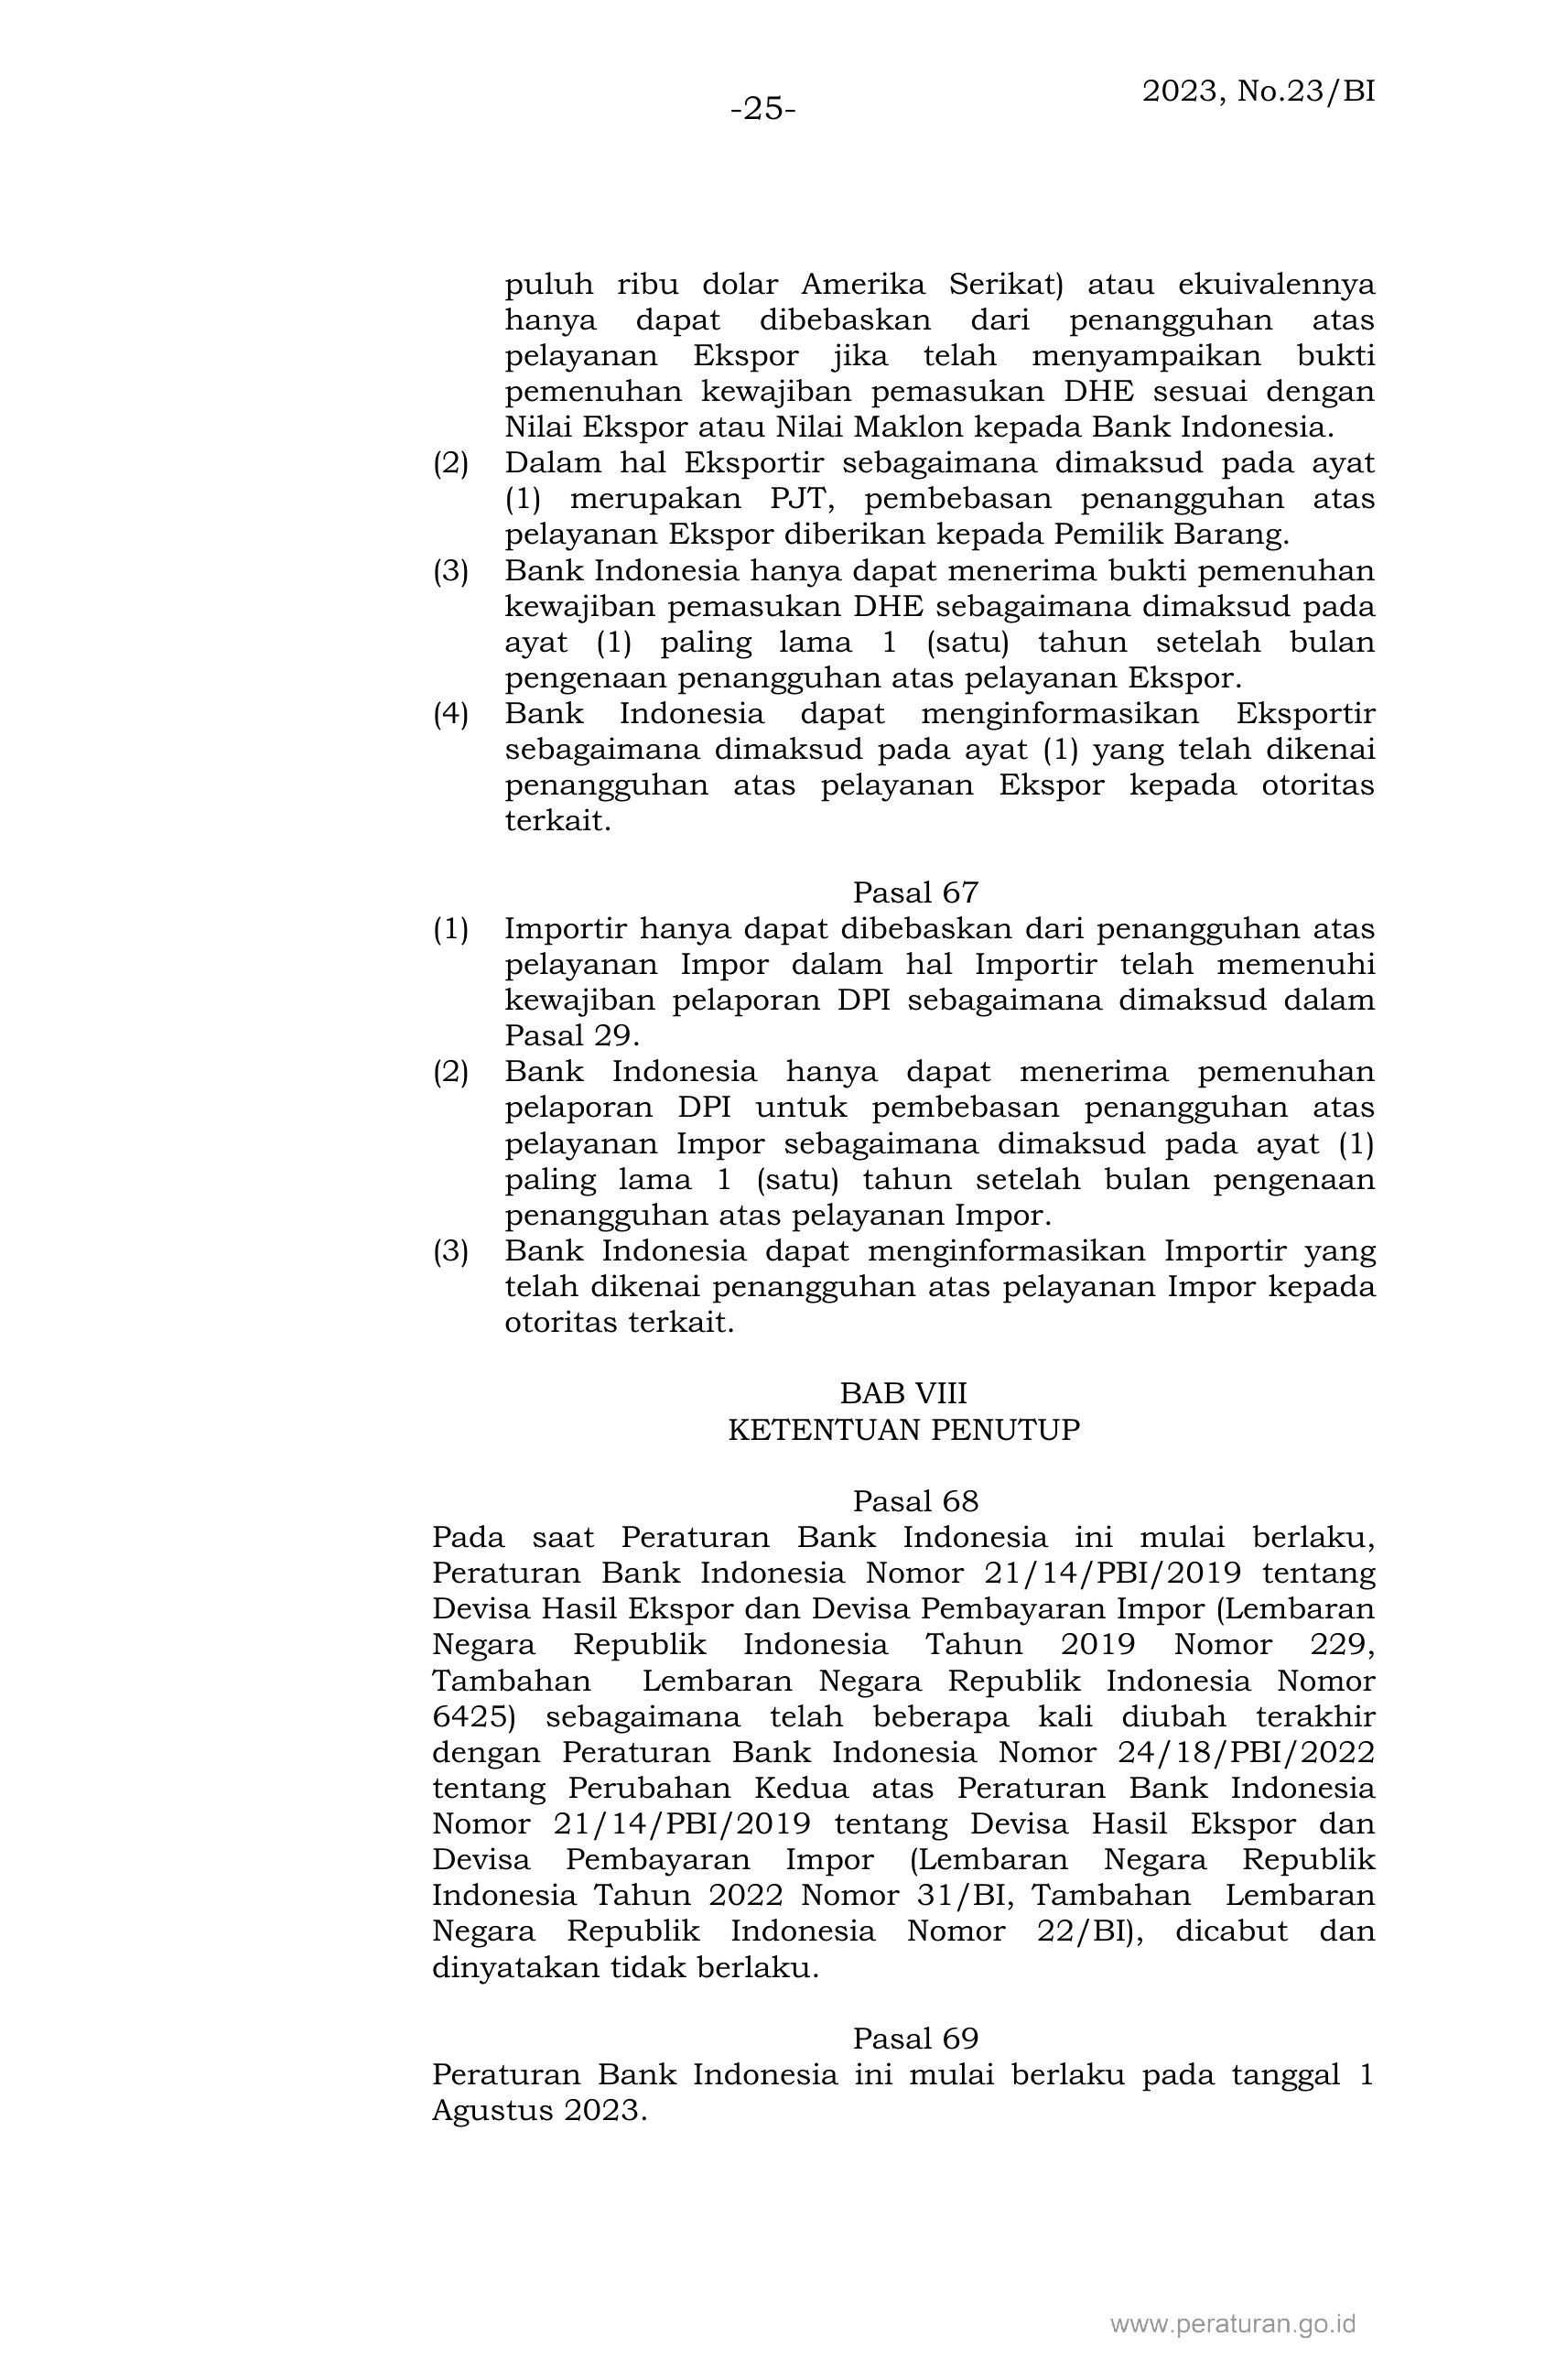 2023, No.23/BI
-25-
puluh ribu dolar Amerika Serikat) atau ekuivalennya
hanya dapat dibebaskan dari penangguhan atas
pelayanan Ekspor jika telah menyampaikan bukti
pemenuhan kewajiban pemasukan DHE sesuai dengan
Nilai Ekspor atau Nilai Maklon kepada Bank Indonesia.
(2) Dalam hal Eksportir sebagaimana dimaksud pada ayat
(1) merupakan PJT, pembebasan penangguhan atas
pelayanan Ekspor diberikan kepada Pemilik Barang.
(3) Bank Indonesia hanya dapat menerima bukti pemenuhan
kewajiban pemasukan DHE sebagaimana dimaksud pada
ayat (1) paling lama 1 (satu) tahun setelah bulan
pengenaan penangguhan atas pelayanan Ekspor.
(4) Bank Indonesia dapat menginformasikan Eksportir
sebagaimana dimaksud pada ayat (1) yang telah dikenai
penangguhan atas pelayanan Ekspor kepada otoritas
terkait.
Pasal 67
(1) Importir hanya dapat dibebaskan dari penangguhan atas
pelayanan Impor dalam hal Importir telah memenuhi
kewajiban pelaporan DPI sebagaimana dimaksud dalam
Pasal 29.
(2) Bank Indonesia hanya dapat menerima pemenuhan
pelaporan DPI untuk pembebasan penangguhan atas
pelayanan Impor sebagaimana dimaksud pada ayat (1)
paling lama 1 (satu) tahun setelah bulan pengenaan
penangguhan atas pelayanan Impor.
(3) Bank Indonesia dapat menginformasikan Importir yang
telah dikenai penangguhan atas pelayanan Impor kepada
otoritas terkait.
BAB VIII
KETENTUAN PENUTUP
Pasal 68
Pada saat Peraturan Bank Indonesia ini mulai berlaku,
Peraturan Bank Indonesia Nomor 21/14/PBI/2019 tentang
Devisa Hasil Ekspor dan Devisa Pembayaran Impor (Lembaran
Negara Republik Indonesia Tahun 2019 Nomor 229,
Tambahan Lembaran Negara Republik Indonesia Nomor
6425) sebagaimana telah beberapa kali diubah terakhir
dengan Peraturan Bank Indonesia Nomor 24/18/PBI/2022
tentang Perubahan Kedua atas Peraturan Bank Indonesia
Nomor 21/14/PBI/2019 tentang Devisa Hasil Ekspor dan
Devisa Pembayaran Impor (Lembaran Negara Republik
Indonesia Tahun 2022 Nomor 31/BI, Tambahan Lembaran
Negara Republik Indonesia Nomor 22/BI), dicabut dan
dinyatakan tidak berlaku.
Pasal 69
Peraturan Bank Indonesia ini mulai berlaku pada tanggal 1
Agustus 2023.
www.peraturan.go.id